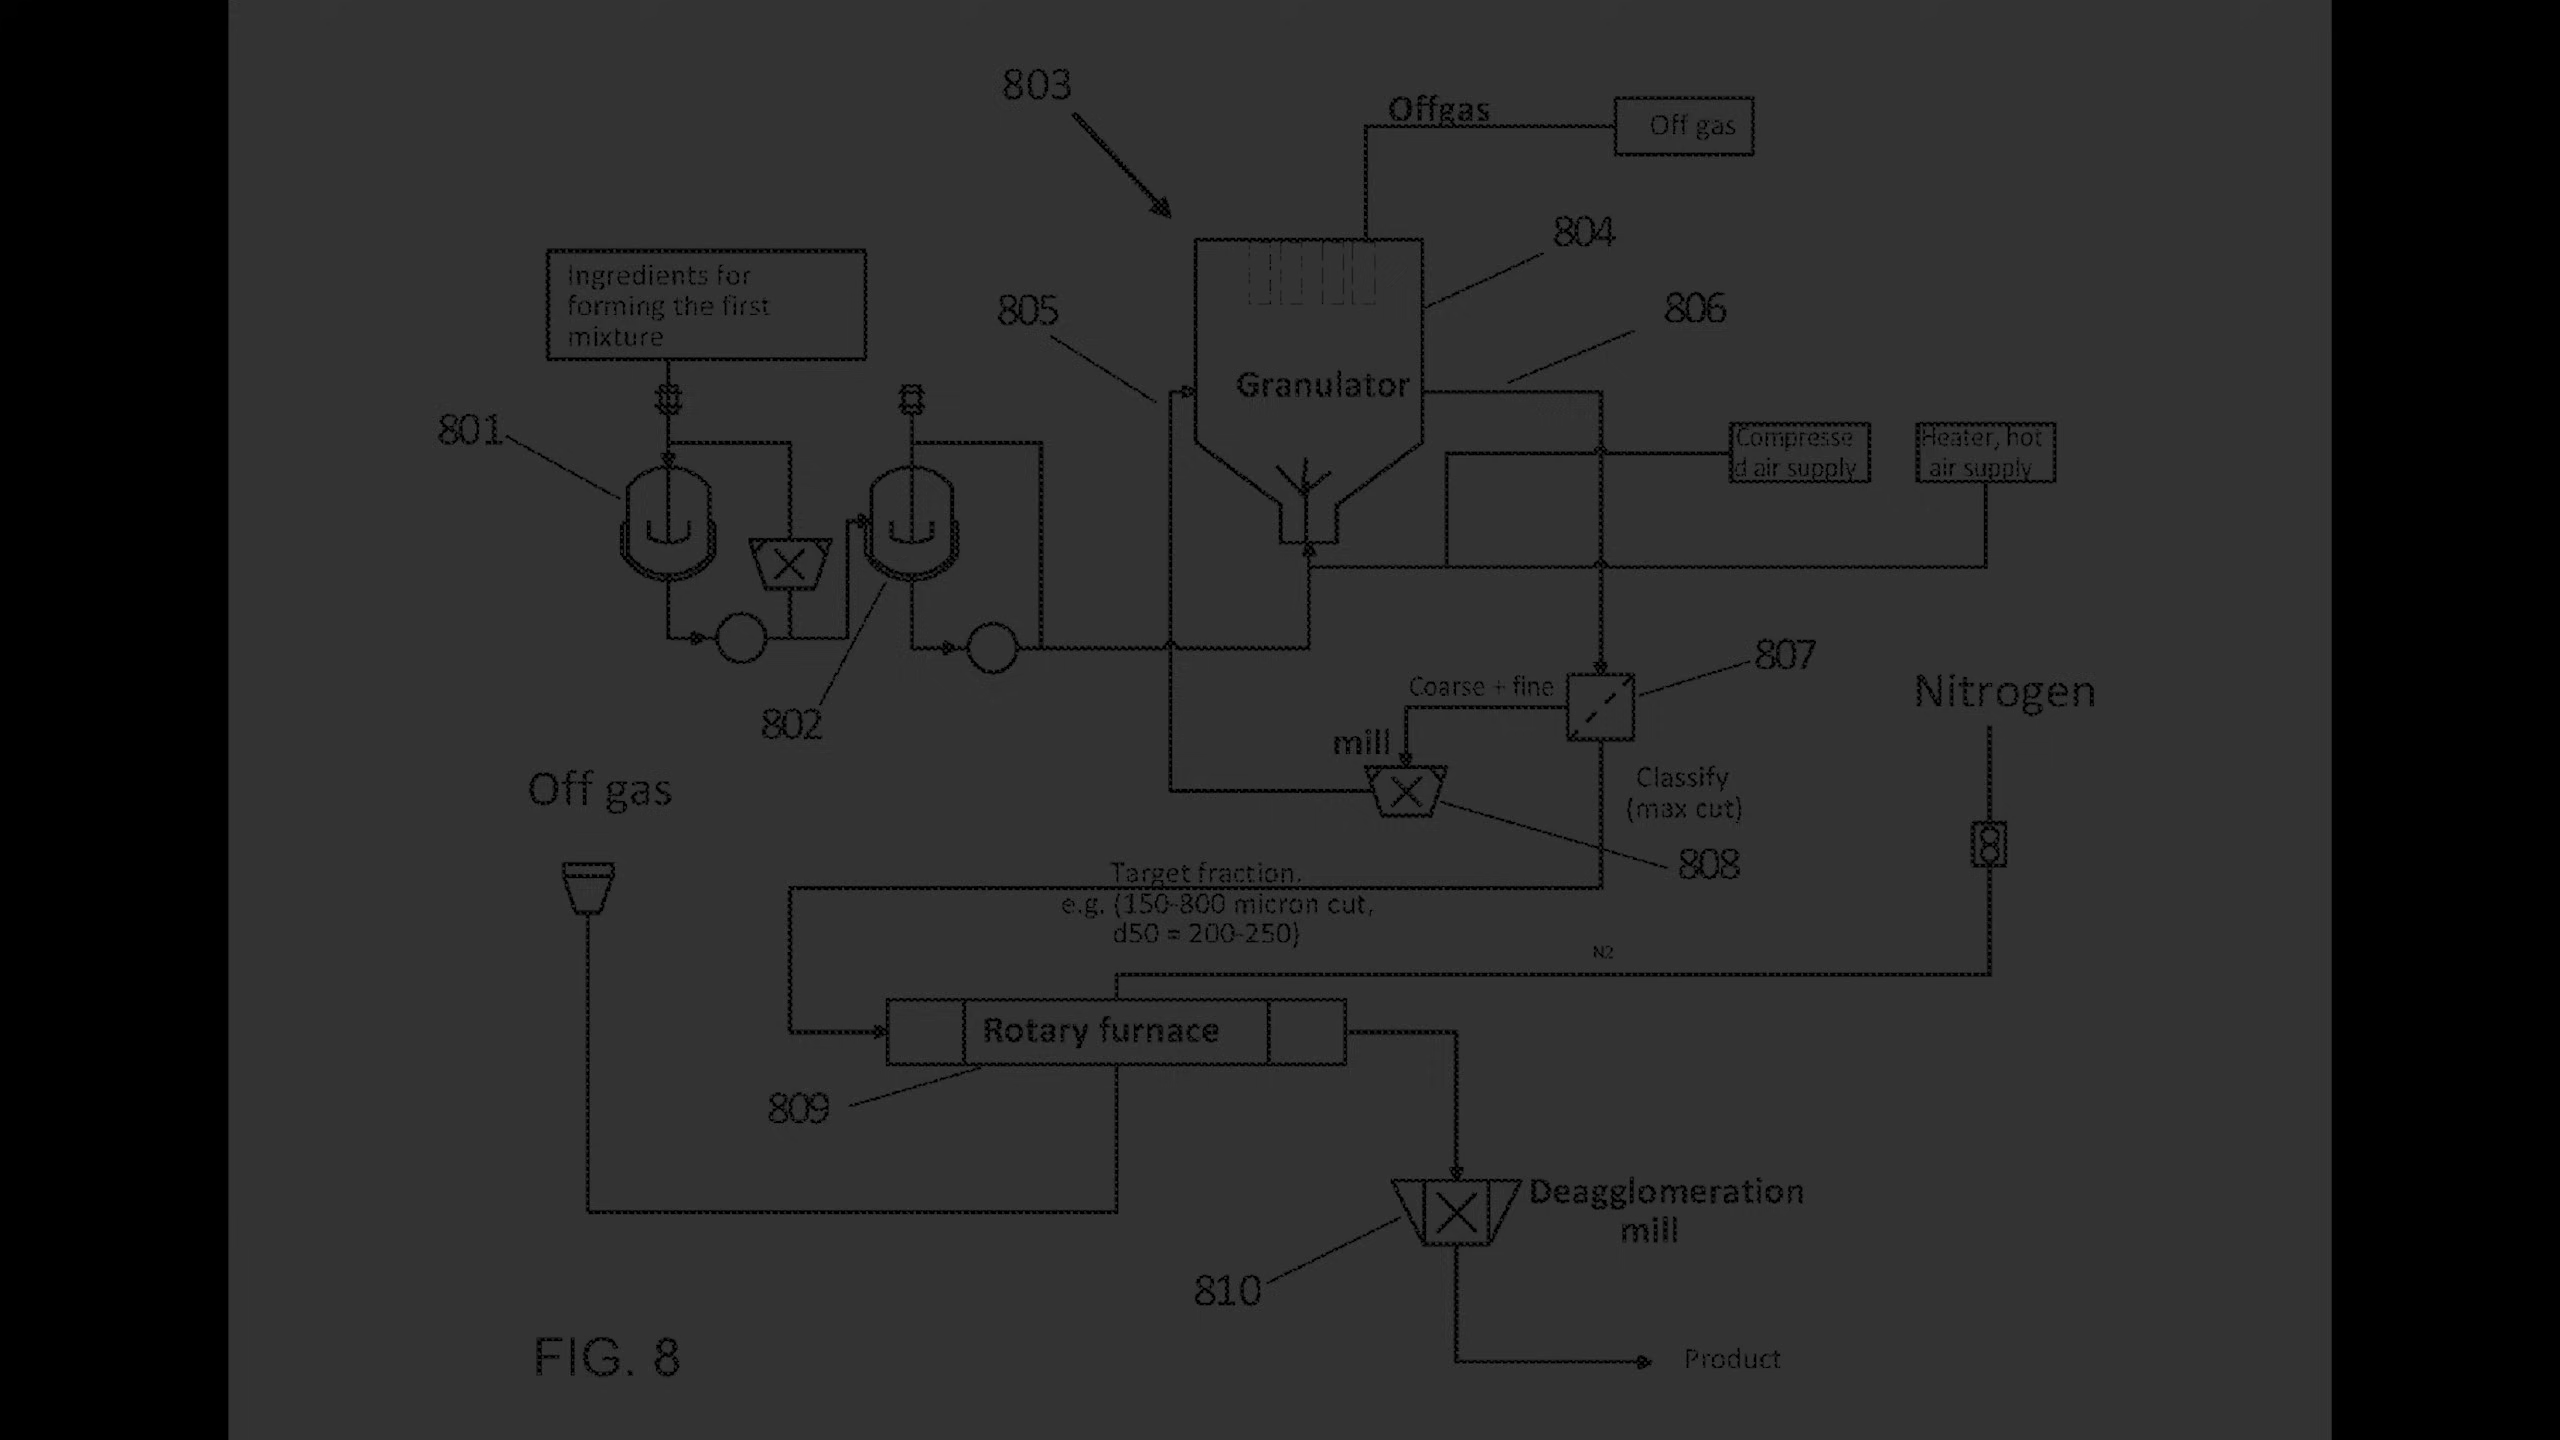 803
Offgas
Off gas
804
Ingredients for
forming the first
mixture
805
806
Granulator
801
Compresse
d air supply
Heater, hot
air supply
807
Coarse + fine
Nitrogen
802
mill
Off gas
Classify
(max cut)
808
Target fraction.
e.g. (150-800 micron cut,
d50 = 200-250)
N2
Rotary furnace
809
Deagglomeration
mill
810
FIG. 8
Product